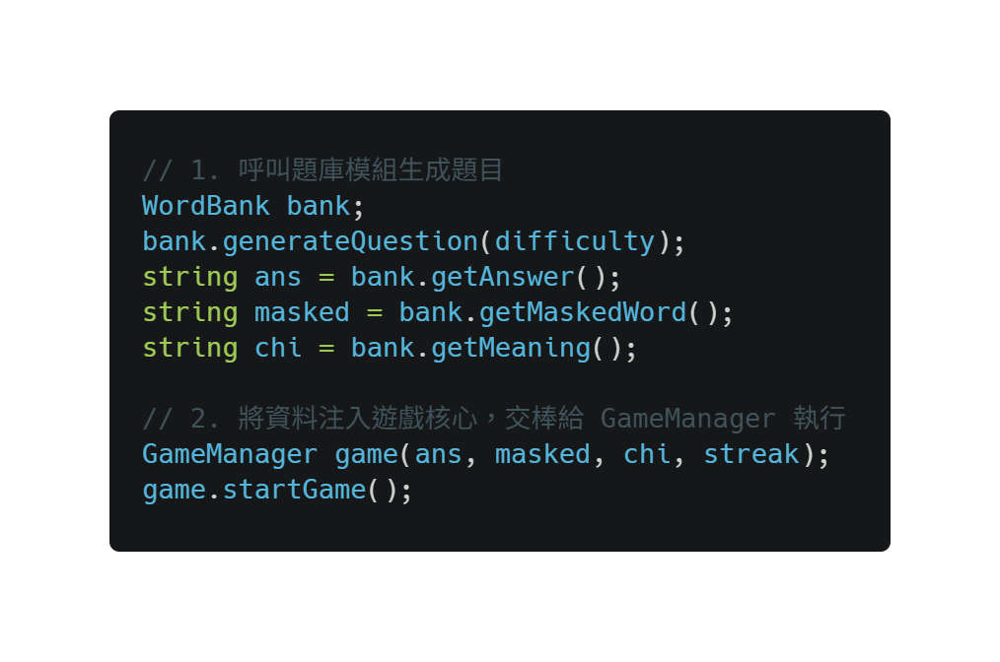 // 1. 呼叫題庫模組生成題目
WordBank bank;
bank.generateQuestion(difficulty);
string ans = bank.getAnswer();
string masked = bank.getMaskedWord();
string chi = bank.getMeaning();
// 2. 將資料注入遊戲核心，交棒給 GameManager 執行
GameManager game(ans, masked, chi, streak);
game.startGame();